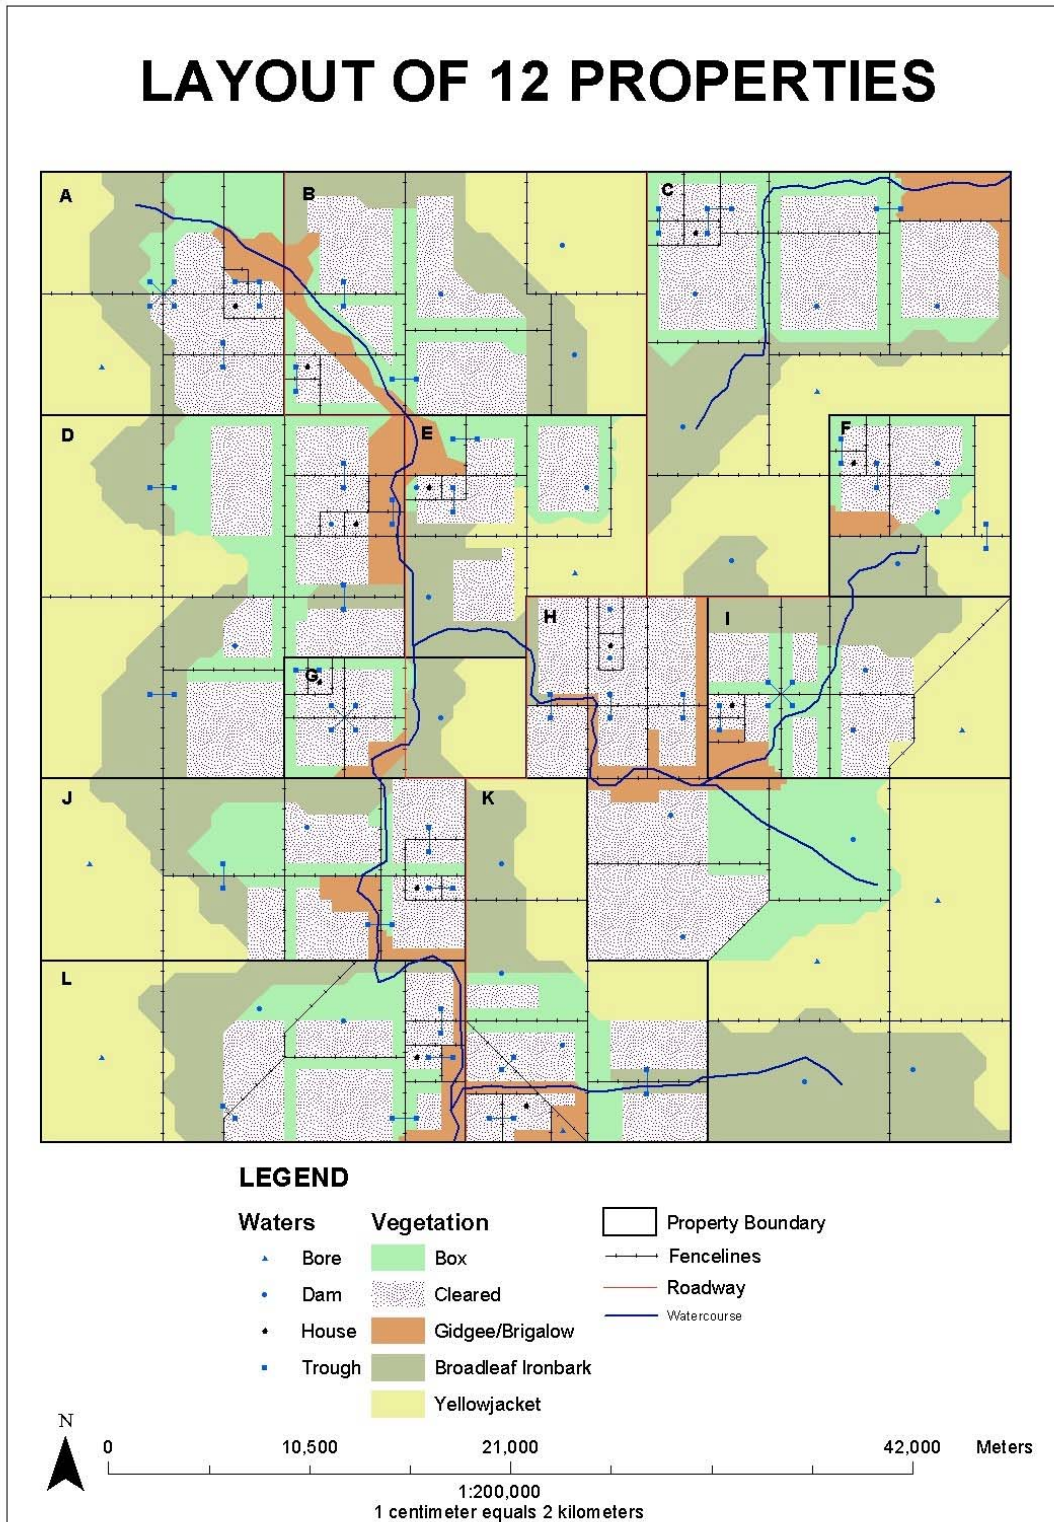 LAYOUT OF 12 PROPERTIES
A
B
C
D
E
F
G
H
I
J
K
L
LEGEND
Waters
Bore
Dam
House
Trough
Vegetation
Box
Cleared
Gidgee/Brigalow
Broadleaf Ironbark
Yellowjacket
Property Boundary
Fencelines
Roadway
Watercourse
N
0 10,500 21,000 42,000 Meters
1:200,000
1 centimeter equals 2 kilometers